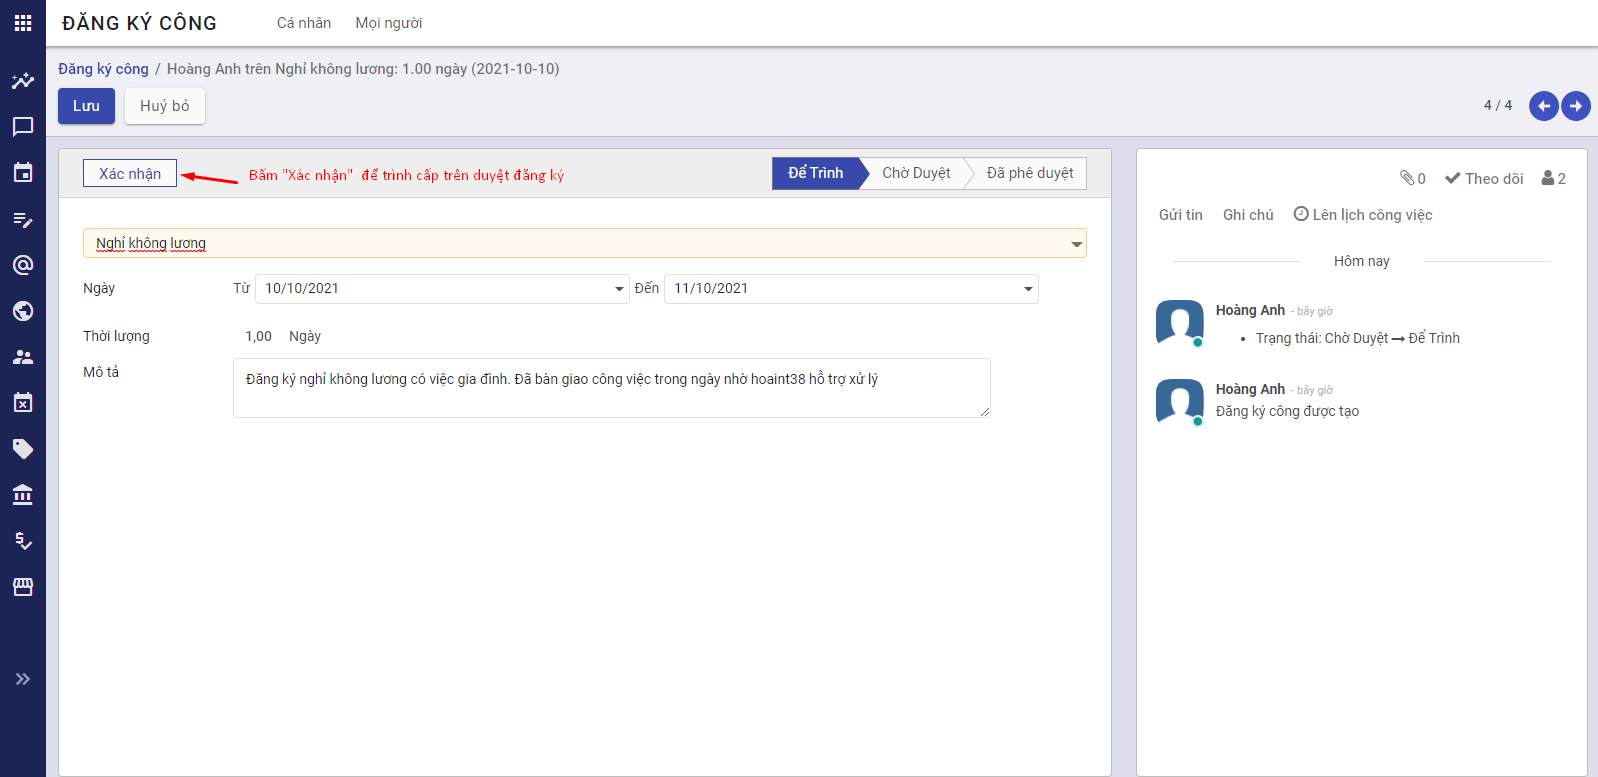 ĐĂNG KÝ CÔNG Cá nhân Mọi người
Đăng ký công / Hoàng Anh trên Nghỉ không lương: 1.00 ngày (2021-10-10)
Lưu Huỷ bỏ 4 / 4
Xác nhận Bấm "Xác nhận" để trình cấp trên duyệt đăng ký Để Trình Chờ Duyệt Đã phê duyệt
Nghỉ không lương
Ngày Từ 10/10/2021 Đến 11/10/2021
Thời lượng 1,00 Ngày
Mô tả Đăng ký nghỉ không lương có việc gia đình. Đã bàn giao công việc trong ngày nhờ hoaint38 hỗ trợ xử lý
0 Theo dõi 2
Gửi tin Ghi chú Lên lịch công việc
Hôm nay
Hoàng Anh - bây giờ
• Trạng thái: Chờ Duyệt → Để Trình
Hoàng Anh - bây giờ
Đăng ký công được tạo